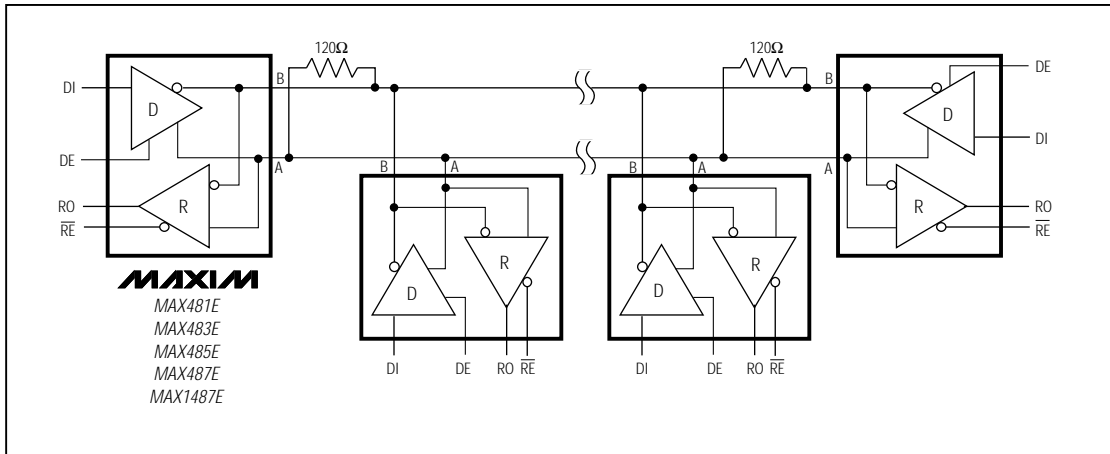 120Ω
120Ω
B
B
DI
DE
D
D
DE
DI
A
B
A
B
A
A
RO
R
R
RO
RE
RE
R
R
D
D
MAXIM
MAX481E
MAX483E
MAX485E
MAX487E
MAX1487E
DI
DE
RO
RE
DI
DE
RO
RE